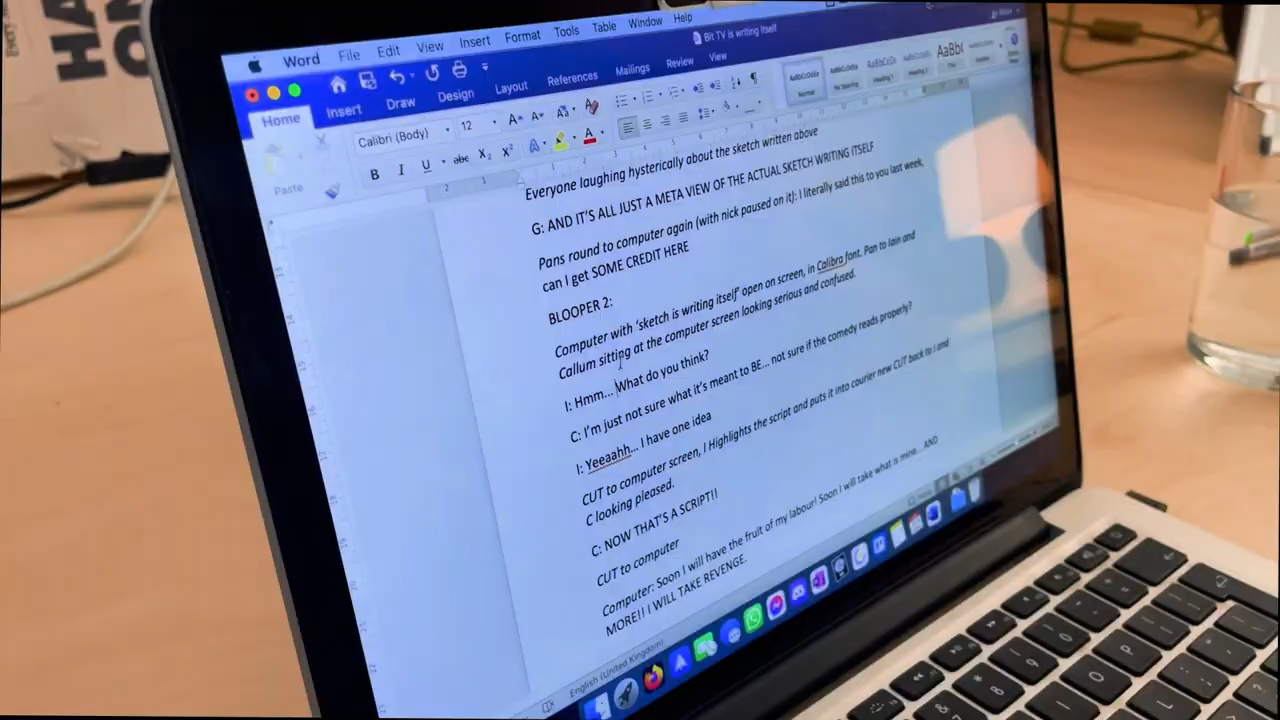 Word File Edit View Insert Format Tools Table Window Help
Bit TV is writing itself
Home Insert Draw Design Layout References Mailings Review View
Paste
Calibri (Body) 12
Everyone laughing hysterically about the sketch written above
G: AND IT'S ALL JUST A META VIEW OF THE ACTUAL SKETCH WRITING ITSELF
Pans round to computer again (with nick paused on it): I literally said this to you last week,
can I get SOME CREDIT HERE
BLOOPER 2:
Computer with 'sketch is writing itself' open on screen, in Calibra font. Pan to Iain and
Callum sitting at the computer screen looking serious and confused.
I: Hmm... What do you think?
C: I'm just not sure what it's meant to BE... not sure if the comedy reads properly?
I: Yeeaahh... I have one idea
CUT to computer screen, I Highlights the script and puts it into courier new CUT back to I and
C looking pleased.
C: NOW THAT'S A SCRIPT!!
CUT to computer
Computer: Soon I will have the fruit of my labour! Soon I will take what is mine... AND
MORE!! I WILL TAKE REVENGE.
English (United Kingdom)